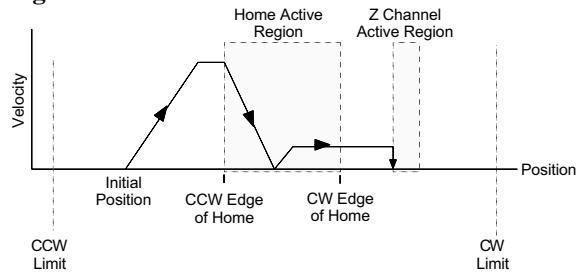 Home Active
Region
Z Channel
Active Region
Velocity
Position
Initial
Position
CCW Edge
of Home
CW Edge
of Home
CCW
Limit
CW
Limit